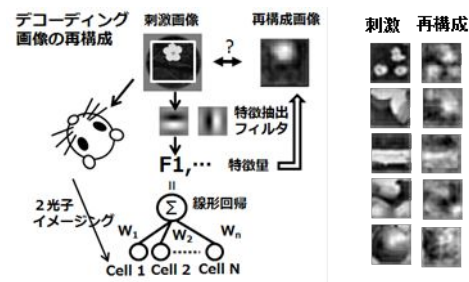 デコーディング
画像の再構成
刺激画像
再構成画像
?
特徴抽出
フィルタ
F1,… 特徴量
=
Σ 線形回帰
2光子
イメージング
W1
W2
Wn
Cell 1 Cell 2 Cell N
刺激 再構成